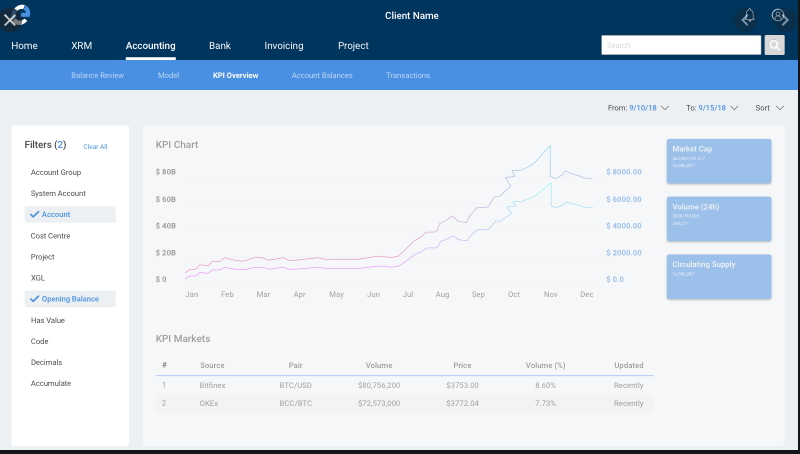 Client Name
Home XRM Accounting Bank Invoicing Project Search
Balance Review Model KPI Overview Account Balances Transactions
From: 9/10/18 To: 9/15/18 Sort
Filters (2) Clear All
Account Group
System Account
Account
Cost Centre
Project
XGL
Opening Balance
Has Value
Code
Decimals
Accumulate
KPI Chart
$ 80B
$ 60B
$ 40B
$ 20B
$ 0
$ 8000.00
$ 6000.00
$ 4000.00
$ 2000.00
$ 0.0
Jan Feb Mar Apr May Jun Jul Aug Sep Oct Nov Dec
Market Cap
Volume (24h)
Circulating Supply
KPI Markets
# Source Pair Volume Price Volume (%) Updated
1 Bitfinex BTC/USD $80,756,200 $3753.00 8.60% Recently
2 OKEx BCC/BTC $72,573,000 $3772.04 7.73% Recently